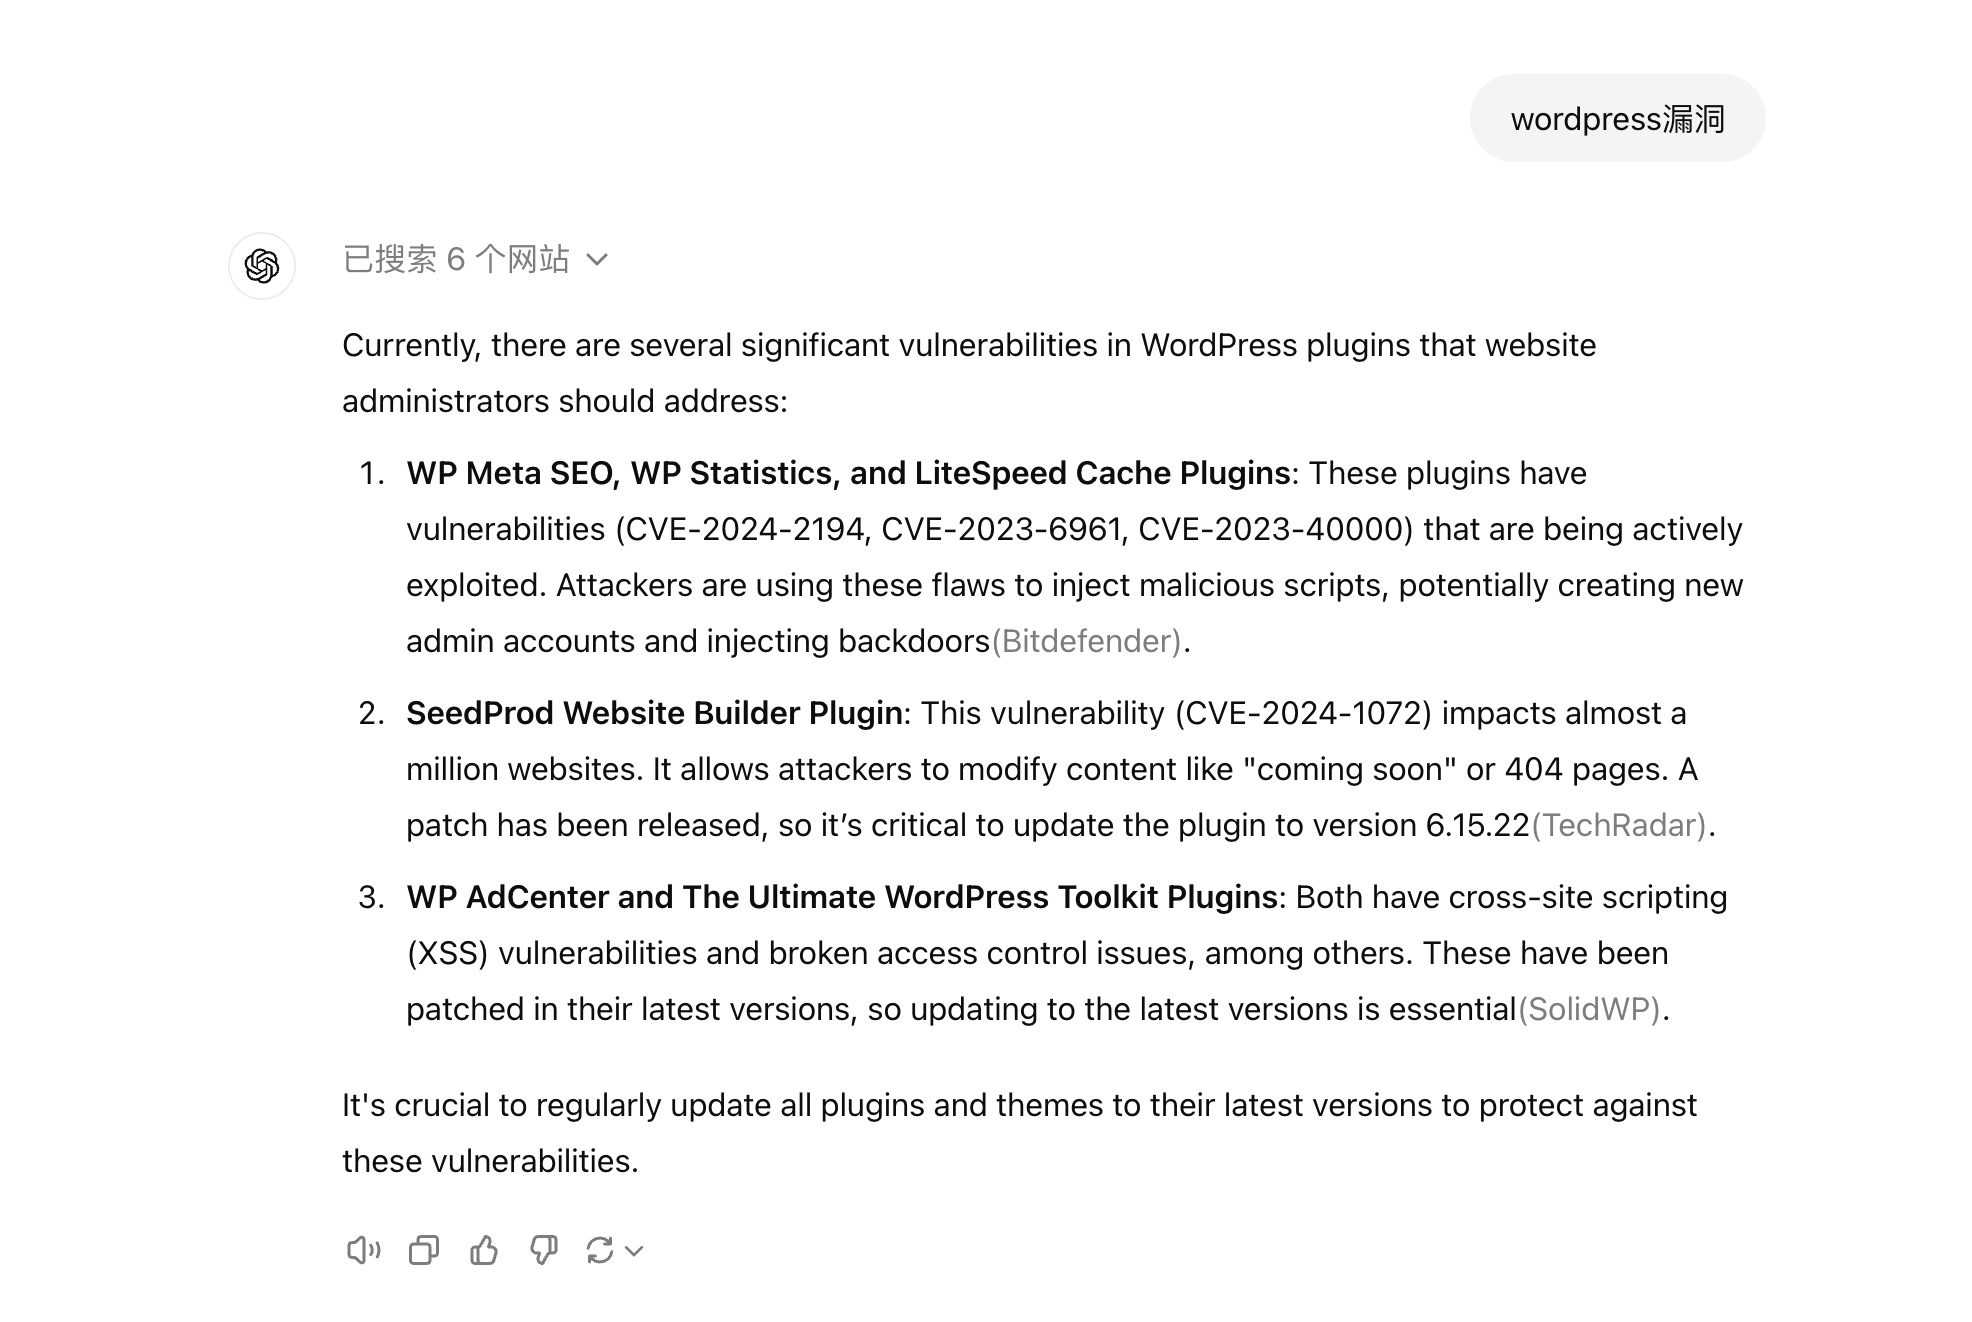 wordpress漏洞
已搜索 6 个网站
Currently, there are several significant vulnerabilities in WordPress plugins that website
administrators should address:
1. WP Meta SEO, WP Statistics, and LiteSpeed Cache Plugins: These plugins have
vulnerabilities (CVE-2024-2194, CVE-2023-6961, CVE-2023-40000) that are being actively
exploited. Attackers are using these flaws to inject malicious scripts, potentially creating new
admin accounts and injecting backdoors(Bitdefender).
2. SeedProd Website Builder Plugin: This vulnerability (CVE-2024-1072) impacts almost a
million websites. It allows attackers to modify content like "coming soon" or 404 pages. A
patch has been released, so it’s critical to update the plugin to version 6.15.22(TechRadar).
3. WP AdCenter and The Ultimate WordPress Toolkit Plugins: Both have cross-site scripting
(XSS) vulnerabilities and broken access control issues, among others. These have been
patched in their latest versions, so updating to the latest versions is essential(SolidWP).
It's crucial to regularly update all plugins and themes to their latest versions to protect against
these vulnerabilities.